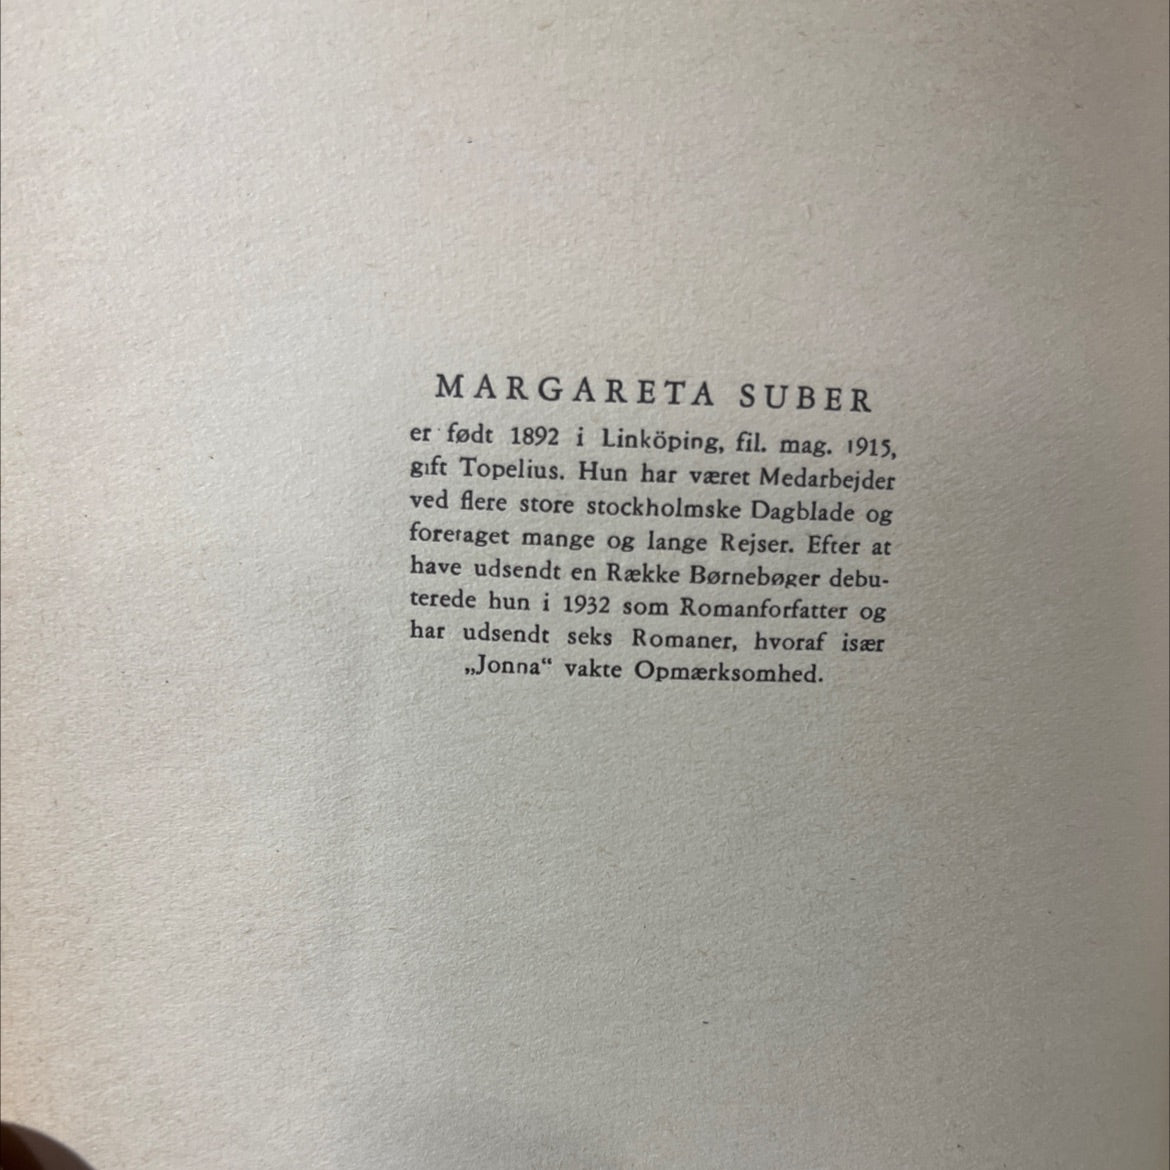 MARGARETA SUBER
er født 1892 i Linköping, fil. mag. 1915,
gift Topelius. Hun har været Medarbejder
ved flere store stockholmske Dagblade og
foretaget mange og lange Rejser. Efter at
have udsendt en Række Børnebøger debu-
terede hun i 1932 som Romanforfatter og
har udsendt seks Romaner, hvoraf især
„Jonna“ vakte Opmærksomhed.